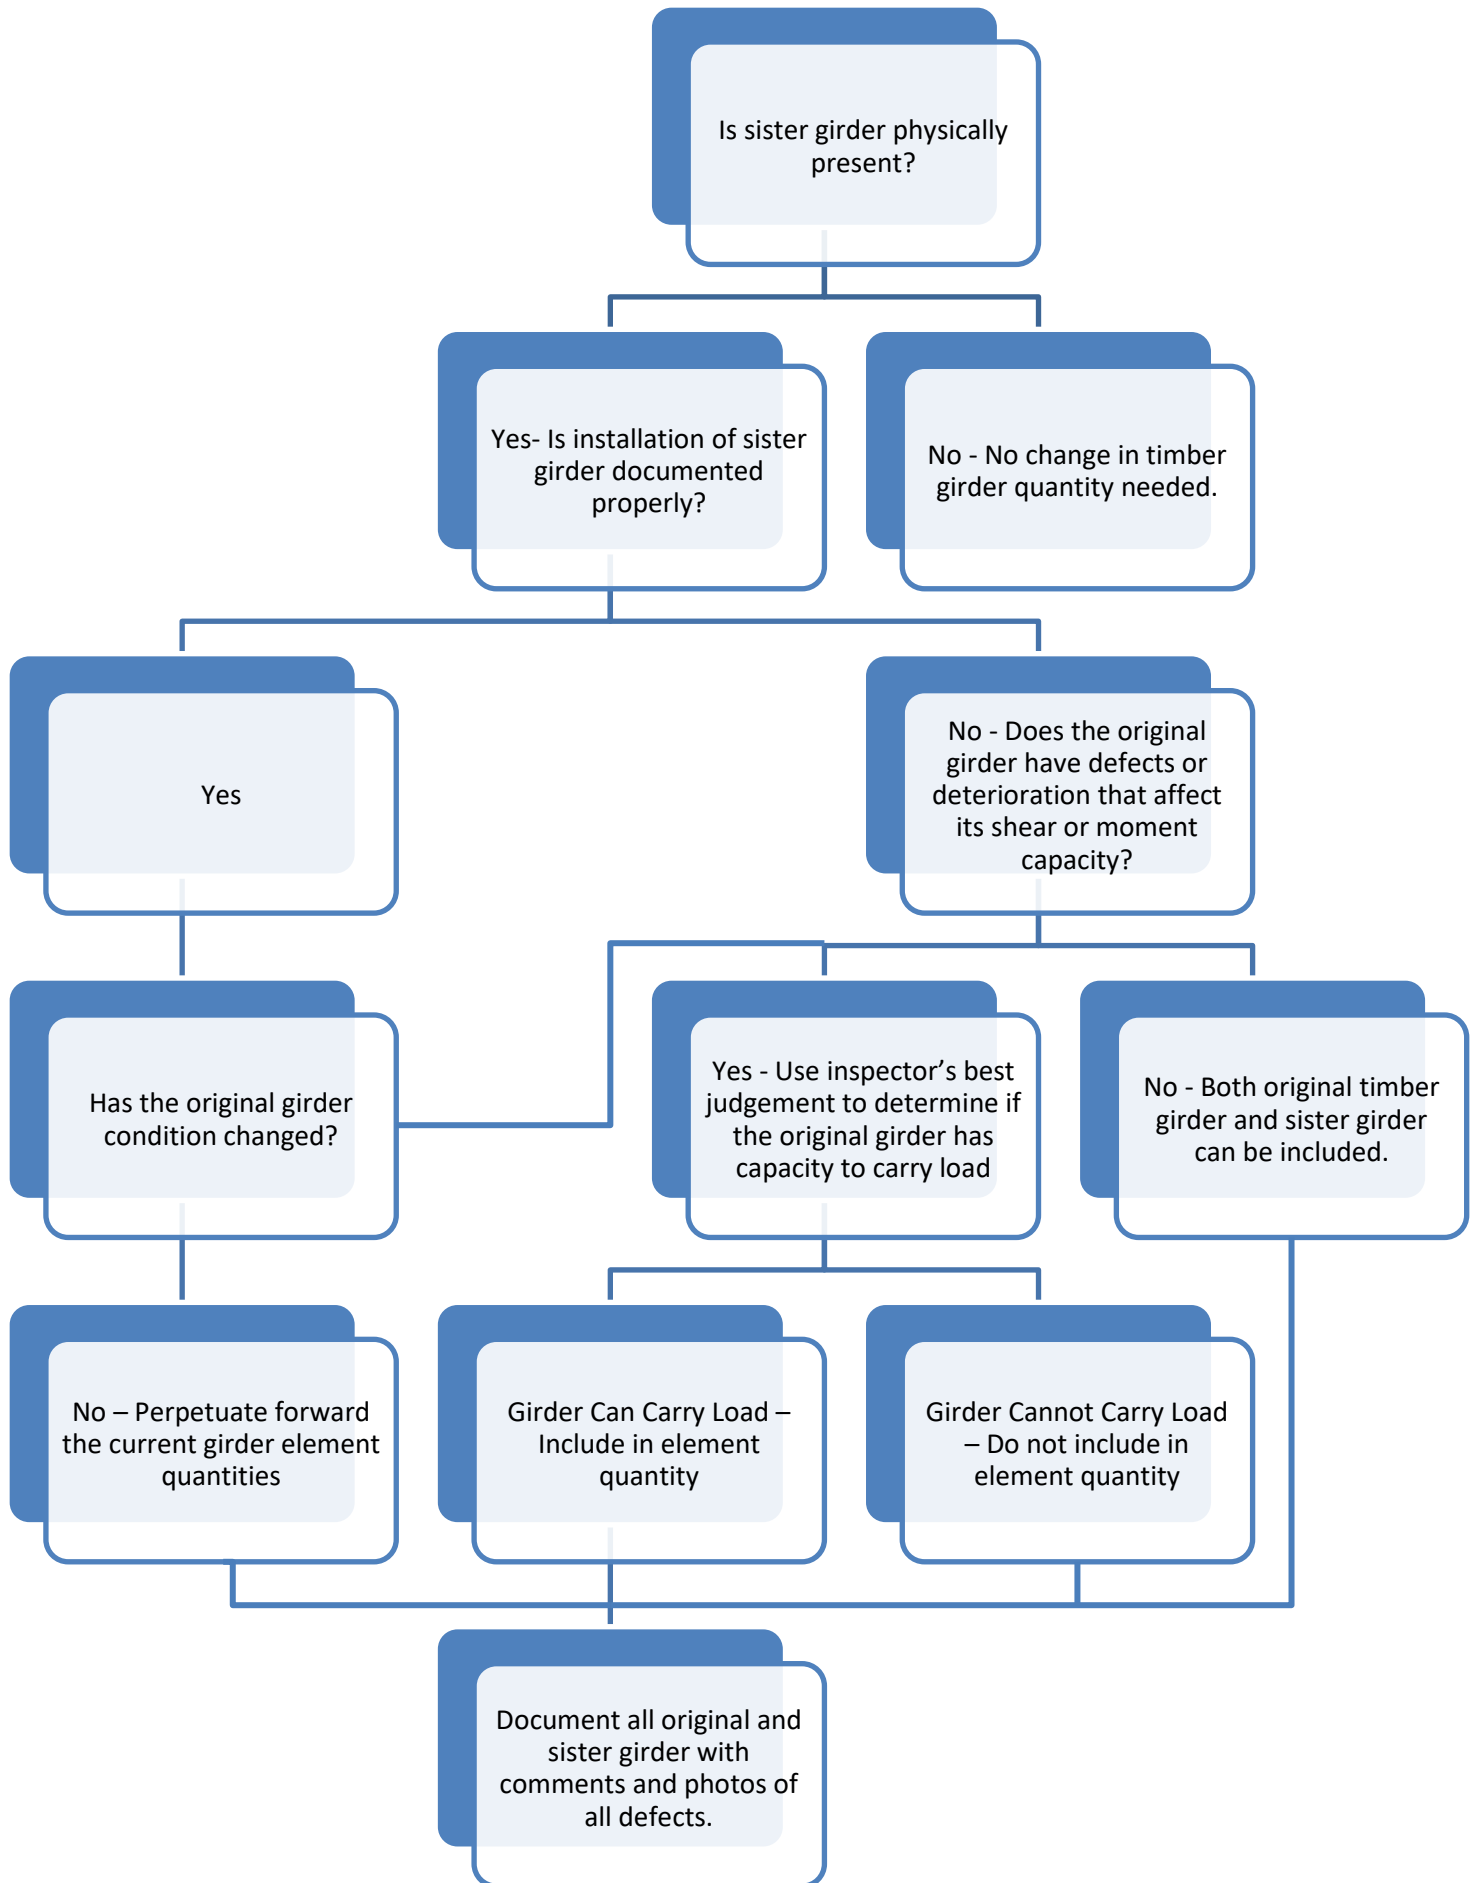 Is sister girder physically
present?
Yes- Is installation of sister
girder documented
properly?
No - No change in timber
girder quantity needed.
Yes
No - Does the original
girder have defects or
deterioration that affect
its shear or moment
capacity?
Has the original girder
condition changed?
Yes - Use inspector’s best
judgement to determine if
the original girder has
capacity to carry load
No - Both original timber
girder and sister girder
can be included.
No – Perpetuate forward
the current girder element
quantities
Girder Can Carry Load –
Include in element
quantity
Girder Cannot Carry Load
– Do not include in
element quantity
Document all original and
sister girder with
comments and photos of
all defects.